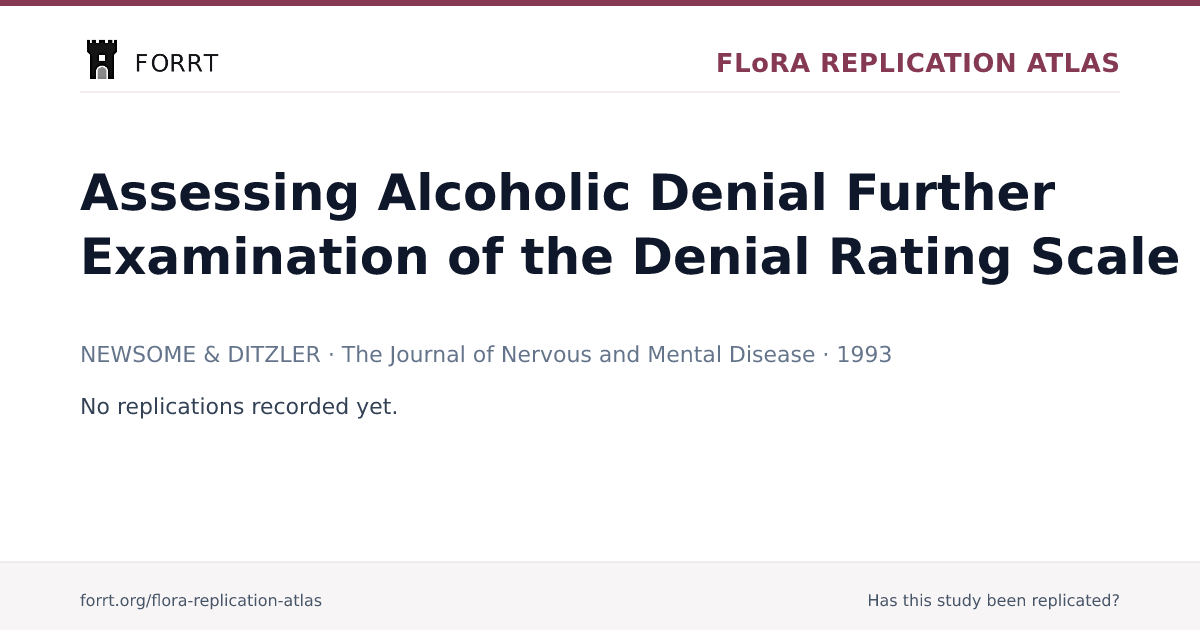 FORRT
FLoRA REPLICATION ATLAS
Assessing Alcoholic Denial Further
Examination of the Denial Rating Scale
NEWSOME & DITZLER · The Journal of Nervous and Mental Disease · 1993
No replications recorded yet.
forrt.org/flora-replication-atlas
Has this study been replicated?